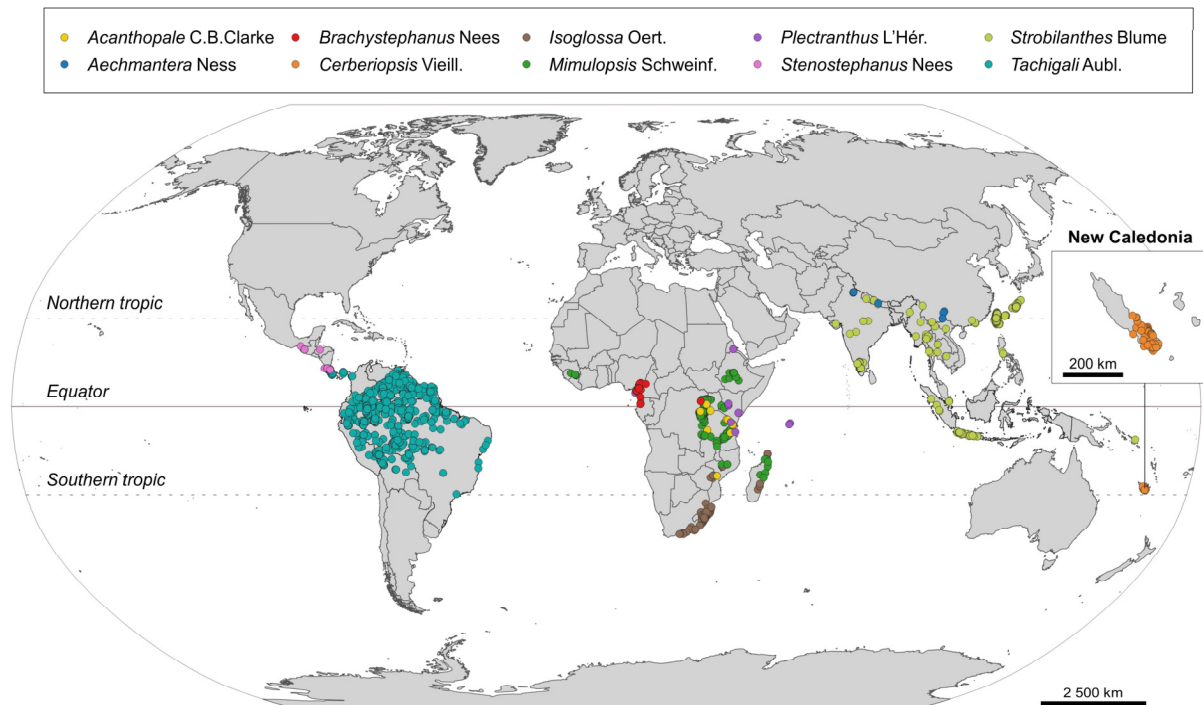 Acanthopale C.B.Clarke Brachystephanus Nees Isoglossa Oert. Plectranthus L'Hér. Strobilanthes Blume
Aechmantera Ness Cerberiopsis Vieill. Mimulopsis Schweinf. Stenostephanus Nees Tachigali Aubl.
New Caledonia
Northern tropic
200 km
Equator
Southern tropic
2 500 km